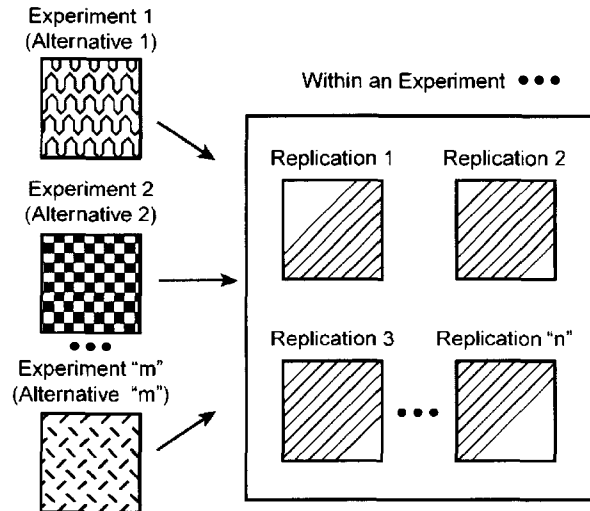 Experiment 1
(Alternative 1)
Within an Experiment •••
Replication 1
Replication 2
Experiment 2
(Alternative 2)
•••
Replication 3
Replication “n”
Experiment “m”
(Alternative “m”)
•••